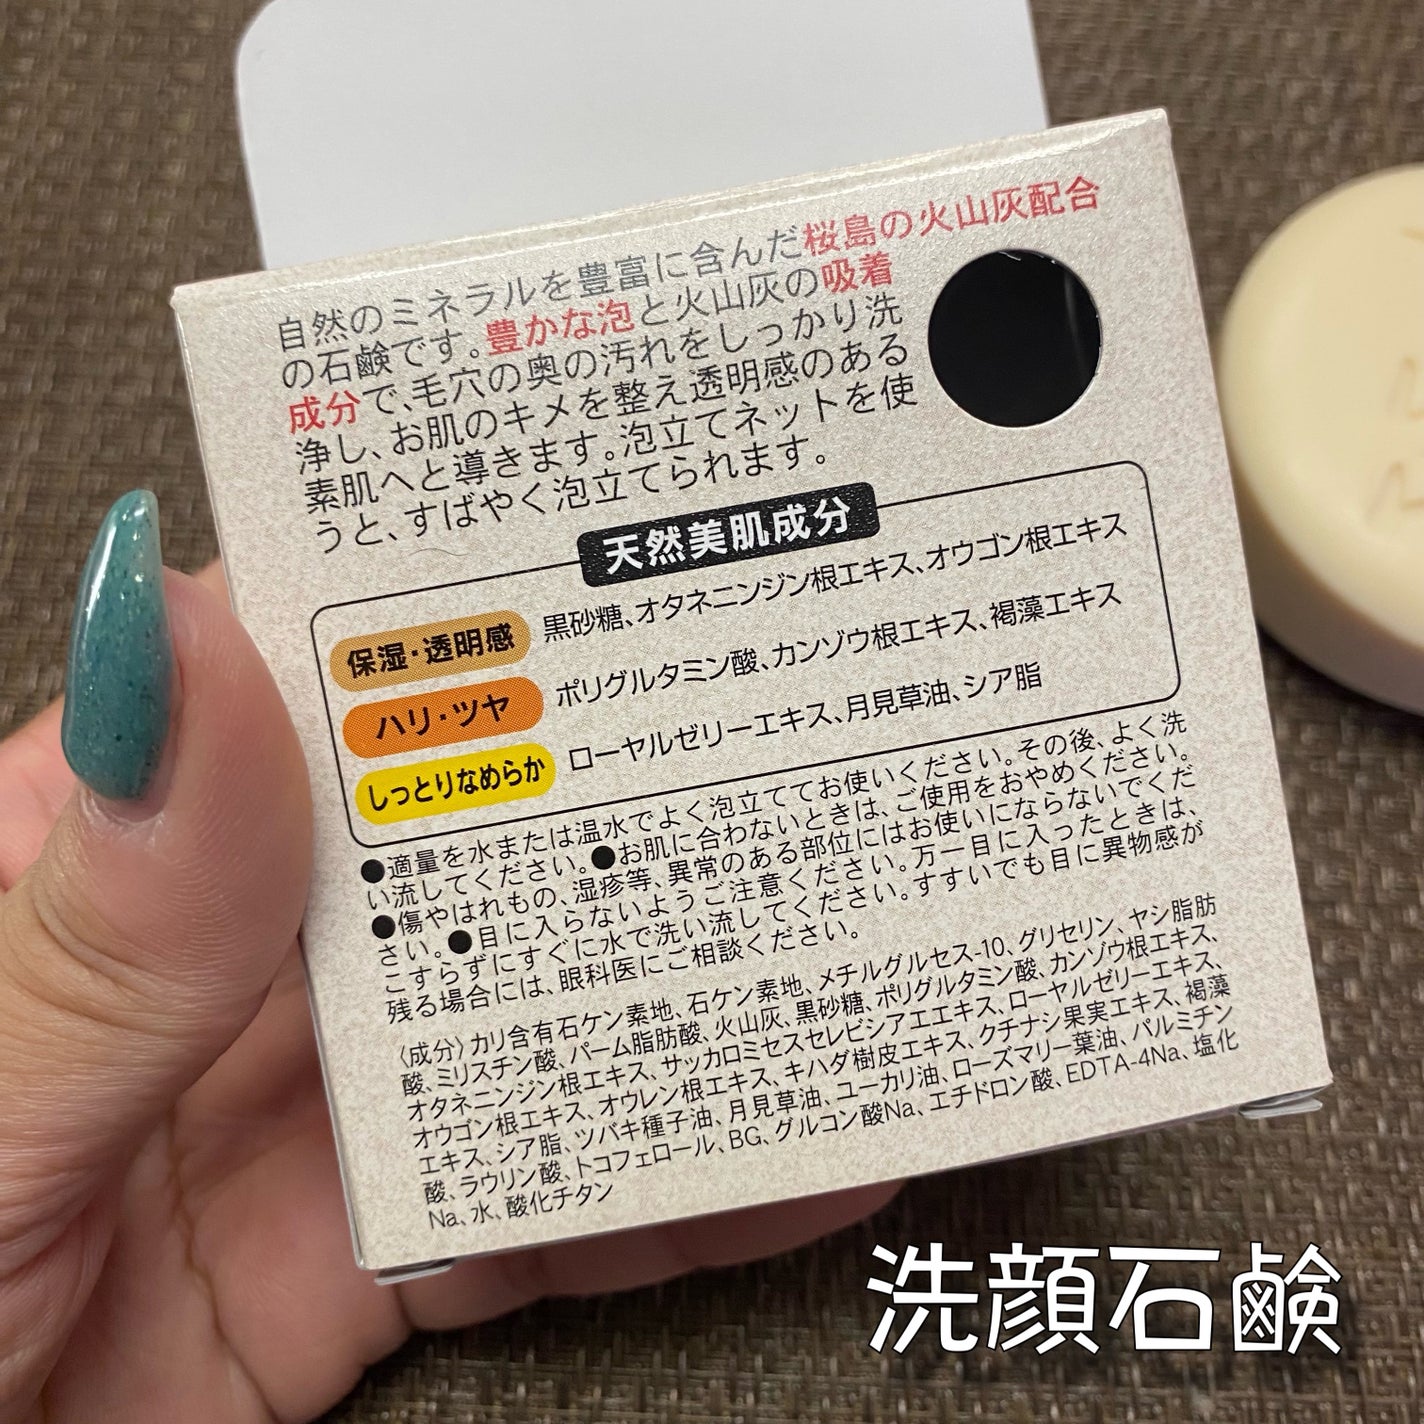 自然のミネラルを豊富に含んだ桜島の火山灰配合
の石鹸です。豊かな泡と火山灰の吸着
成分で、毛穴の奥の汚れをしっかり洗
浄し、お肌のキメを整え透明感のある
素肌へと導きます。泡立てネットを使
うと、すばやく泡立てられます。
天然美肌成分
保湿・透明感 黒砂糖、オタネニンジン根エキス、オウゴン根エキス
ハリ・ツヤ ポリグルタミン酸、カンゾウ根エキス、褐藻エキス
しっとりなめらか ローヤルゼリーエキス、月見草油、シア脂
●適量を水または温水でよく泡立ててお使いください。その後、よく洗
い流してください。●お肌に合わないときは、ご使用をおやめください。
●傷やはれもの、湿疹等、異常のある部位にはお使いにならないでくだ
さい。●目に入らないようご注意ください。万一目に入ったときは、
こすらずにすぐに水で洗い流してください。すすいでも目に異物感が
残る場合には、眼科医にご相談ください。
〈成分〉カリ含有石ケン素地、石ケン素地、メチルグルセス-10、グリセリン、ヤシ脂肪
酸、ミリスチン酸、パーム脂肪酸、火山灰、黒砂糖、ポリグルタミン酸、カンゾウ根エキス、
オタネニンジン根エキス、サッカロミセスセレビシアエエキス、ローヤルゼリーエキス、
オウゴン根エキス、オウレン根エキス、キハダ樹皮エキス、クチナシ果実エキス、褐藻
エキス、シア脂、ツバキ種子油、月見草油、ユーカリ油、ローズマリー葉油、パルミチン
酸、ラウリン酸、トコフェロール、BG、グルコン酸Na、エチドロン酸、EDTA-4Na、塩化
Na、水、酸化チタン
洗顔石鹸